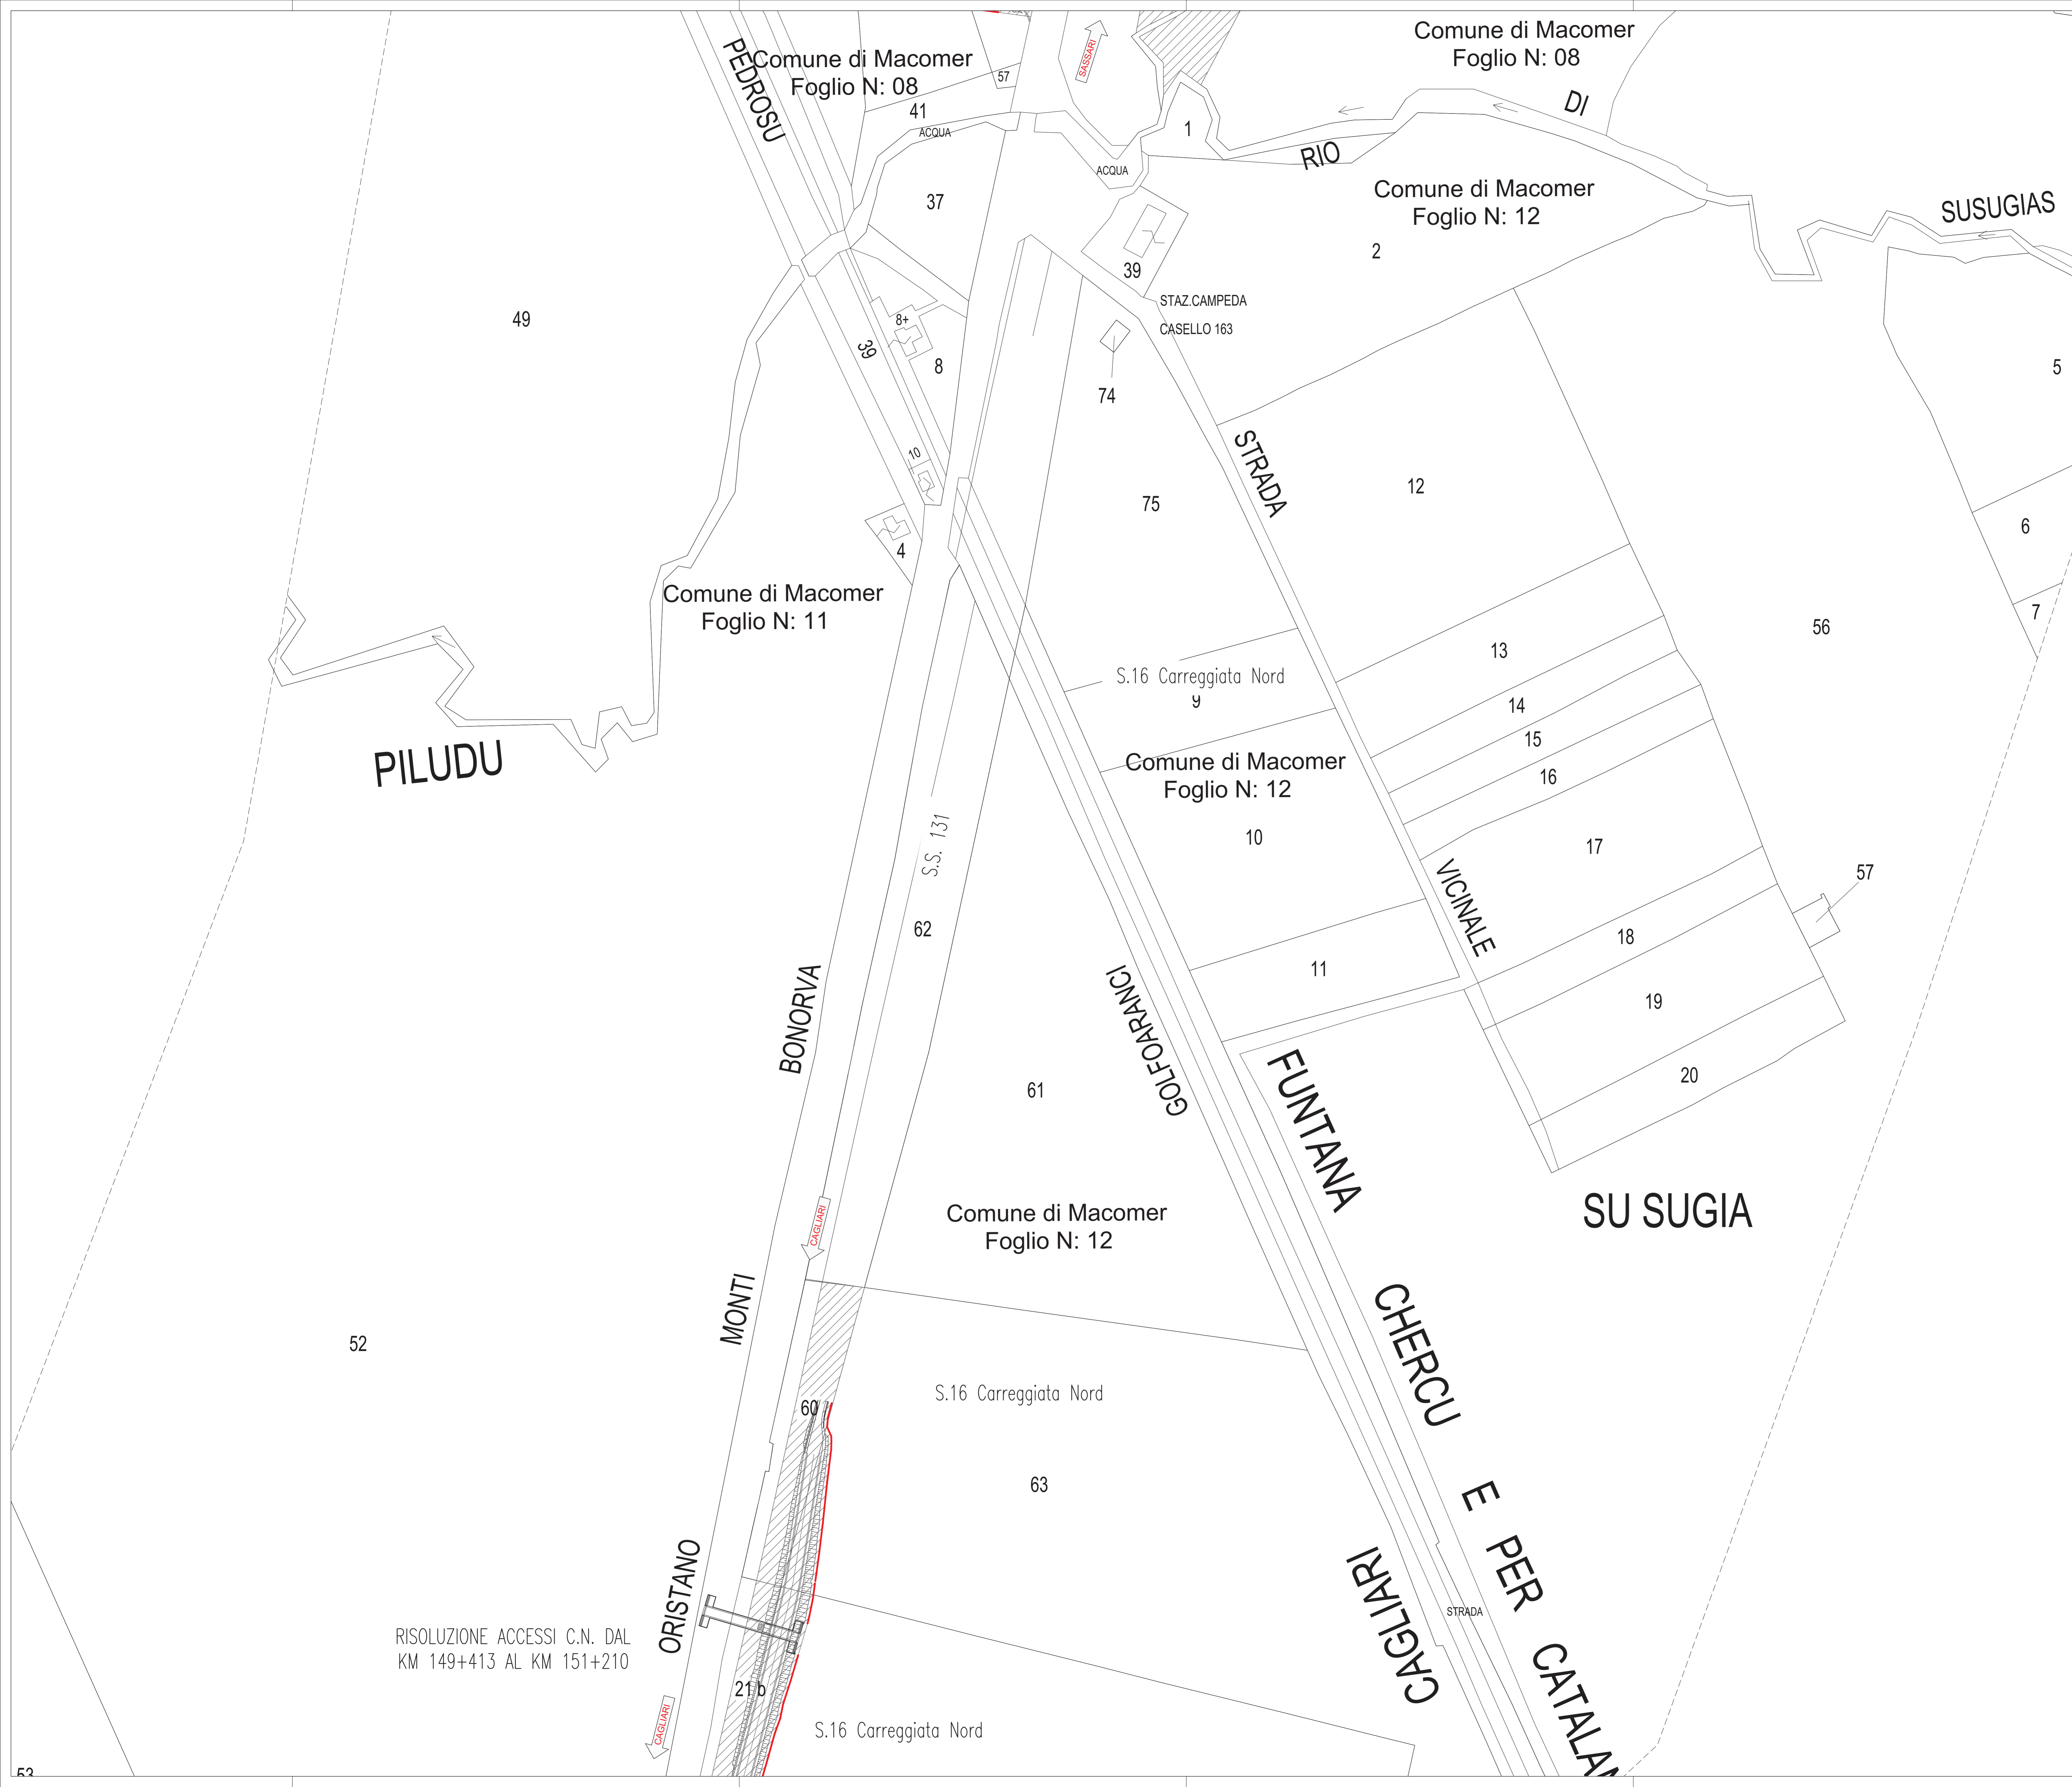 Comune di Macomer
Foglio N: 08
Comune di Macomer
Foglio N: 08
PEDROSU
SASSARI
57
41
ACQUA
1
DI
RIO
ACQUA
37
Comune di Macomer
Foglio N: 12
SUSUGIAS
2
39
STAZ.CAMPEDA
CASELLO 163
49
8+
39
8
74
5
10
75
STRADA
12
6
4
Comune di Macomer
Foglio N: 11
7
56
13
S.16 Carreggiata Nord
9
14
15
PILUDU
Comune di Macomer
Foglio N: 12
16
S.S. 131
10
17
57
VICINALE
62
18
11
BONORVA
GOLFOARANCI
19
61
FUNTANA
20
CAGLIARI
Comune di Macomer
Foglio N: 12
SU SUGIA
MONTI
52
CHERCU
S.16 Carreggiata Nord
60
63
E
PER
ORISTANO
CAGLIARI
STRADA
RISOLUZIONE ACCESSI C.N. DAL
KM 149+413 AL KM 151+210
21 b
CATALAN
CAGLIARI
S.16 Carreggiata Nord
53